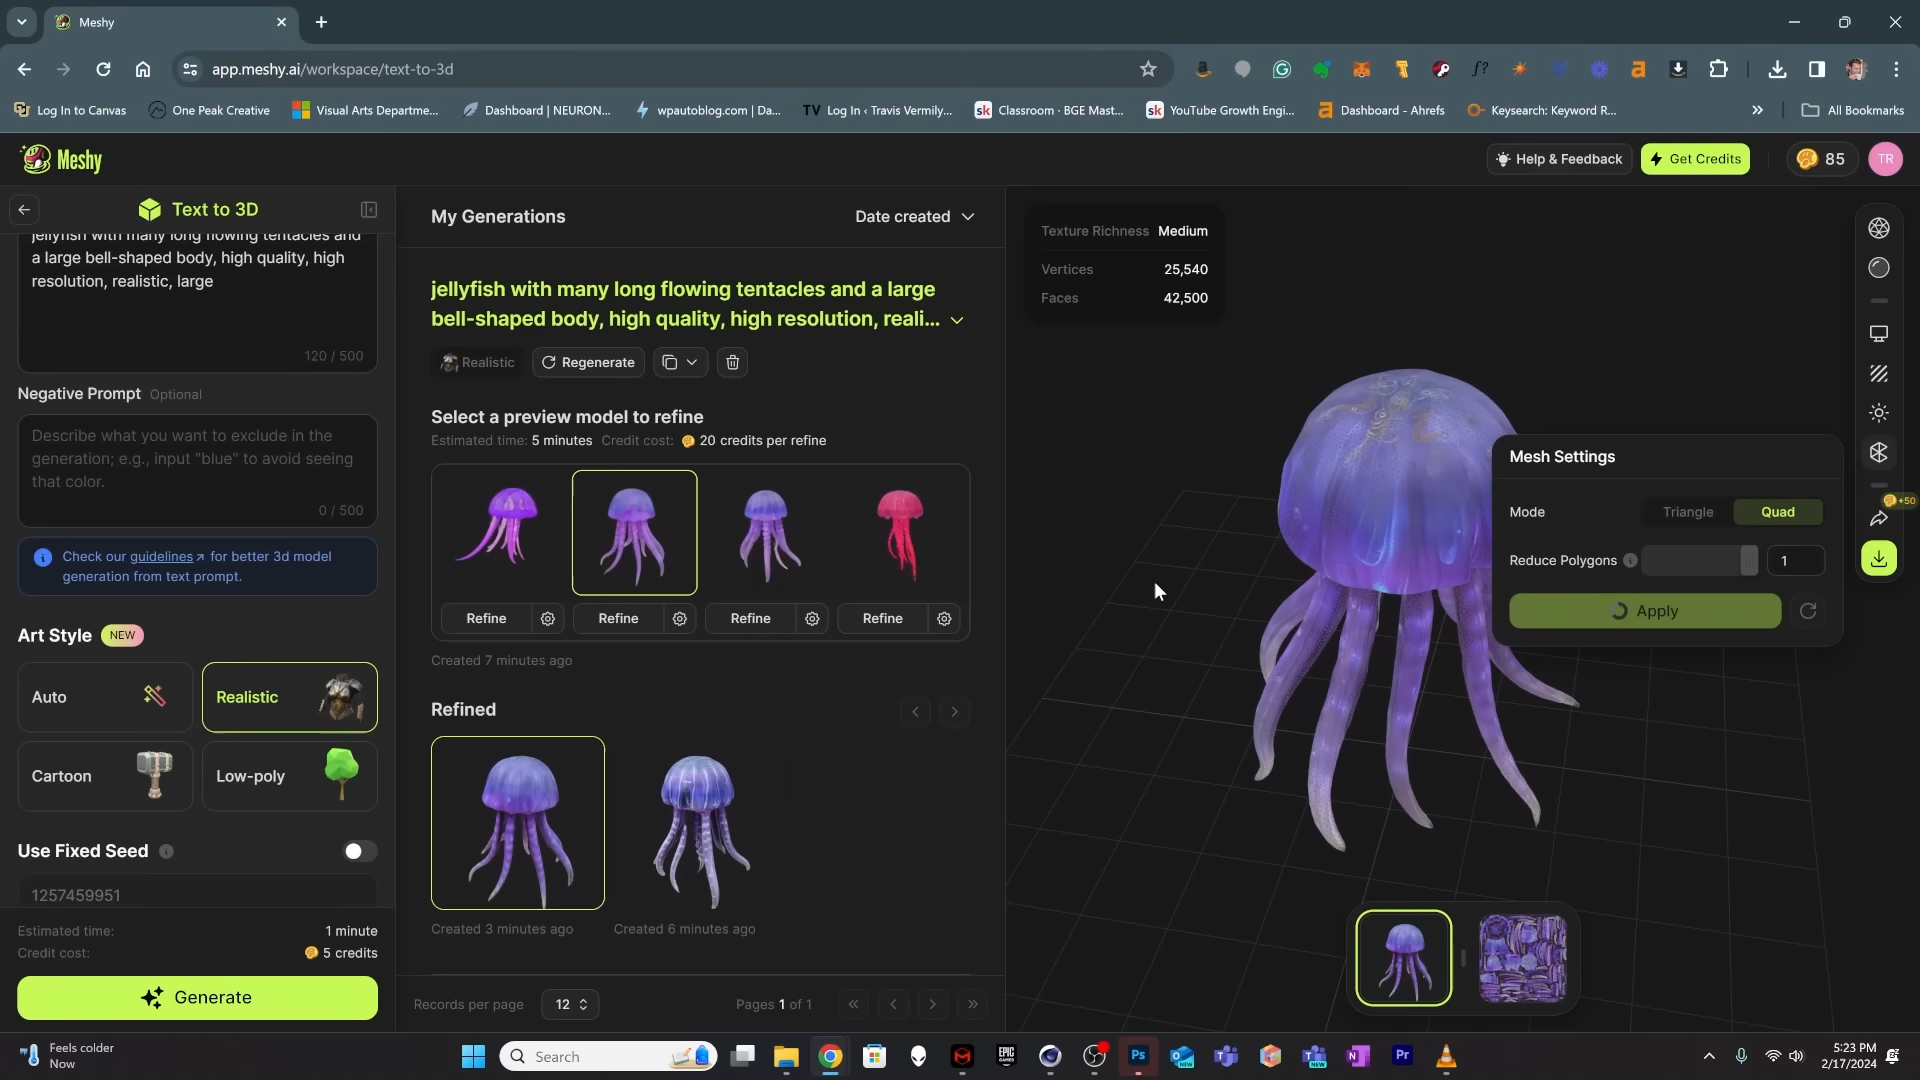 Meshy
app.meshy.ai/workspace/text-to-3d
Log In to Canvas
One Peak Creative
Visual Arts Departme...
Dashboard | NEURON...
wpautoblog.com | Da...
TV Log In ‹ Travis Vermily...
sk Classroom · BGE Mast...
sk YouTube Growth Engi...
Dashboard - Ahrefs
Keysearch: Keyword R...
All Bookmarks
Meshy
Help & Feedback
Get Credits
85
TR
Text to 3D
jellyfish with many long flowing tentacles and
a large bell-shaped body, high quality, high
resolution, realistic, large
120 / 500
Negative Prompt Optional
Describe what you want to exclude in the
generation; e.g., input "blue" to avoid seeing
that color.
0 / 500
Check our guidelines for better 3d model
generation from text prompt.
Art Style NEW
Auto
Realistic
Cartoon
Low-poly
Use Fixed Seed
1257459951
Estimated time: 1 minute
Credit cost: 5 credits
Generate
My Generations
Date created
jellyfish with many long flowing tentacles and a large
bell-shaped body, high quality, high resolution, reali...
Realistic
Regenerate
Select a preview model to refine
Estimated time: 5 minutes Credit cost: 20 credits per refine
Refine
Refine
Refine
Refine
Created 7 minutes ago
Refined
Created 3 minutes ago
Created 6 minutes ago
Records per page 12
Pages 1 of 1
Texture Richness Medium
Vertices 25,540
Faces 42,500
Mesh Settings
Mode Triangle Quad
Reduce Polygons 1
Apply
+50
Feels colder
Now
Search
EPIC
GAMES
Ps
NEW
NEW
N
Pr
5:23 PM
2/17/2024